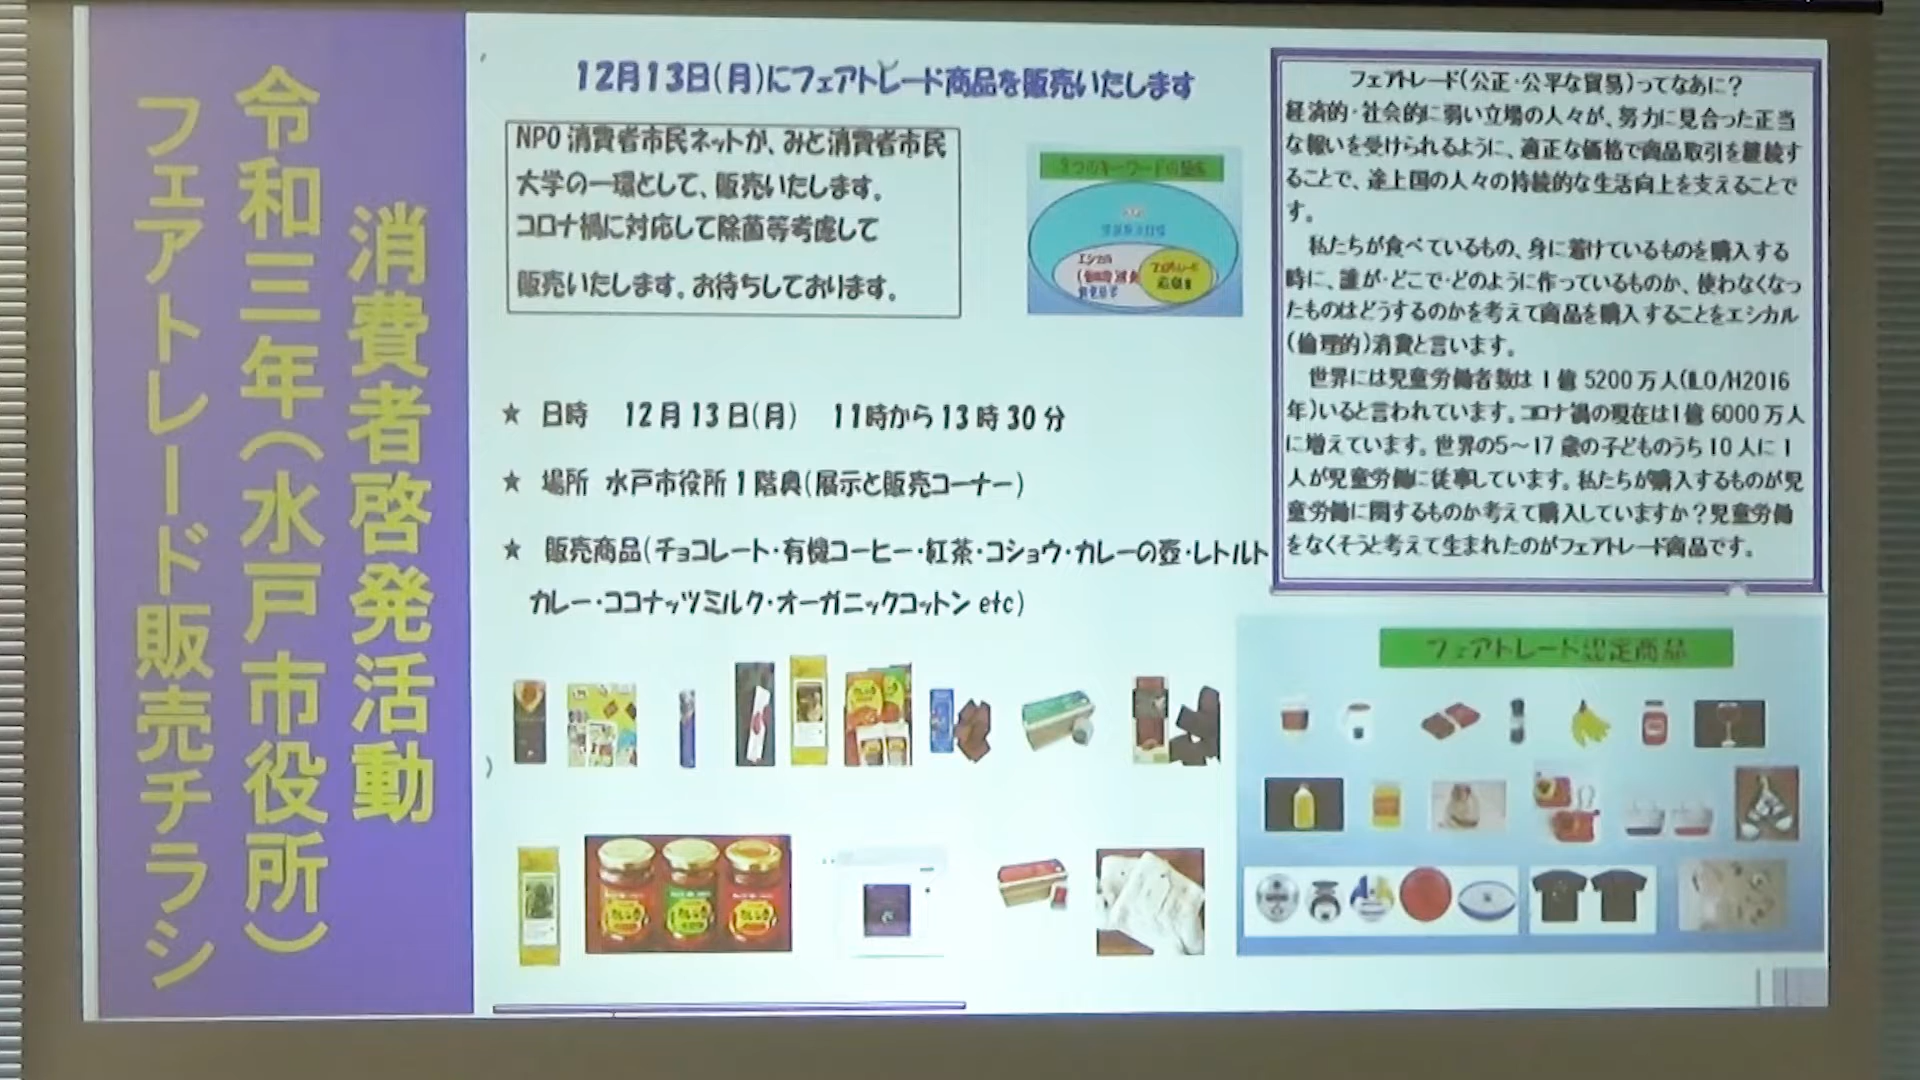 消費者啓発活動
令和三年(水戸市役所)
フェアトレード販売チラシ
12月13日(月)にフェアトレード商品を販売いたします
NPO 消費者市民ネットが、みと消費者市民
大学の一環として、販売いたします。
コロナ禍に対応して除菌等考慮して
販売いたします。お待ちしております。
3つのキーワードの関係
エシカル
(倫理的)消費
フェアトレード
★ 日時 12月13日(月) 11時から13時30分
★ 場所 水戸市役所1階奥(展示と販売コーナー)
★ 販売商品(チョコレート・有機コーヒー・紅茶・コショウ・カレーの壺・レトルト
カレー・ココナッツミルク・オーガニックコットン etc)
フェアトレード(公正・公平な貿易)ってなあに?
経済的・社会的に弱い立場の人々が、努力に見合った正当
な報いを受けられるように、適正な価格で商品取引を継続す
ることで、途上国の人々の持続的な生活向上を支えることで
す。
私たちが食べているもの、身に着けているものを購入する
時に、誰が・どこで・どのように作っているものか、使わなくなっ
たものはどうするのかを考えて商品を購入することをエシカル
(倫理的)消費と言います。
世界には児童労働者数は1億5200万人(ILO/H2016
年)いると言われています。コロナ禍の現在は1億6000万人
に増えています。世界の5～17歳の子どものうち10人に1
人が児童労働に従事しています。私たちが購入するものが児
童労働に関するものか考えて購入していますか?児童労働
をなくそうと考えて生まれたのがフェアトレード商品です。
フェアトレード認定商品